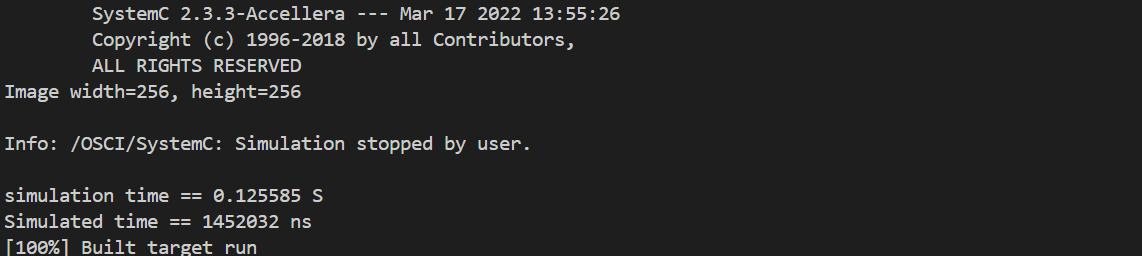 SystemC 2.3.3-Accellera --- Mar 17 2022 13:55:26
Copyright (c) 1996-2018 by all Contributors,
ALL RIGHTS RESERVED
Image width=256, height=256
Info: /OSCI/SystemC: Simulation stopped by user.
simulation time == 0.125585 S
Simulated time == 1452032 ns
[100%] Built target run